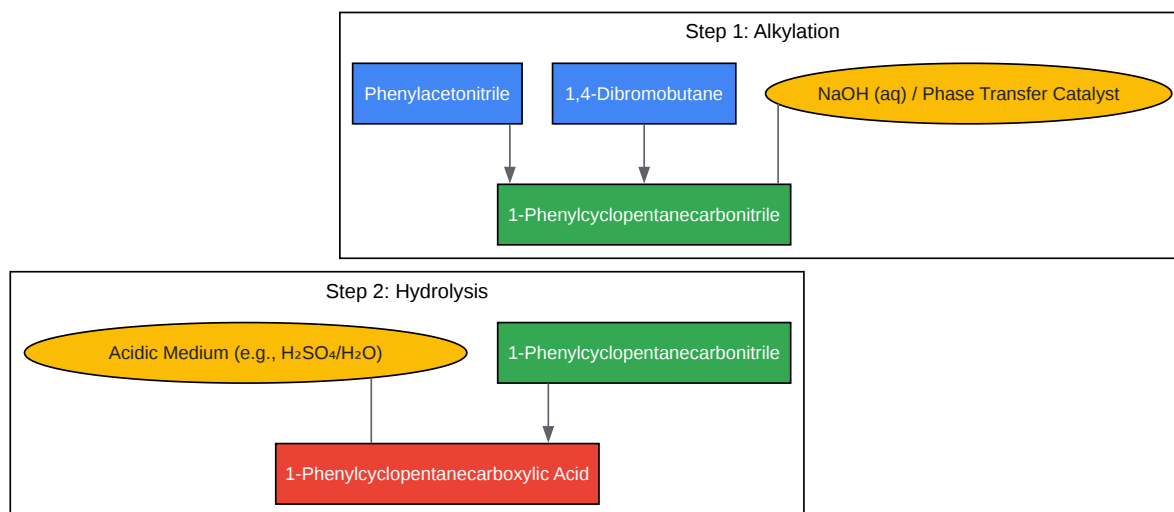 Step 1: Alkylation
Phenylacetonitrile
1,4-Dibromobutane
NaOH (aq) / Phase Transfer Catalyst
1-Phenylcyclopentanecarbonitrile
Step 2: Hydrolysis
Acidic Medium (e.g., H₂SO₄/H₂O)
1-Phenylcyclopentanecarbonitrile
1-Phenylcyclopentanecarboxylic Acid